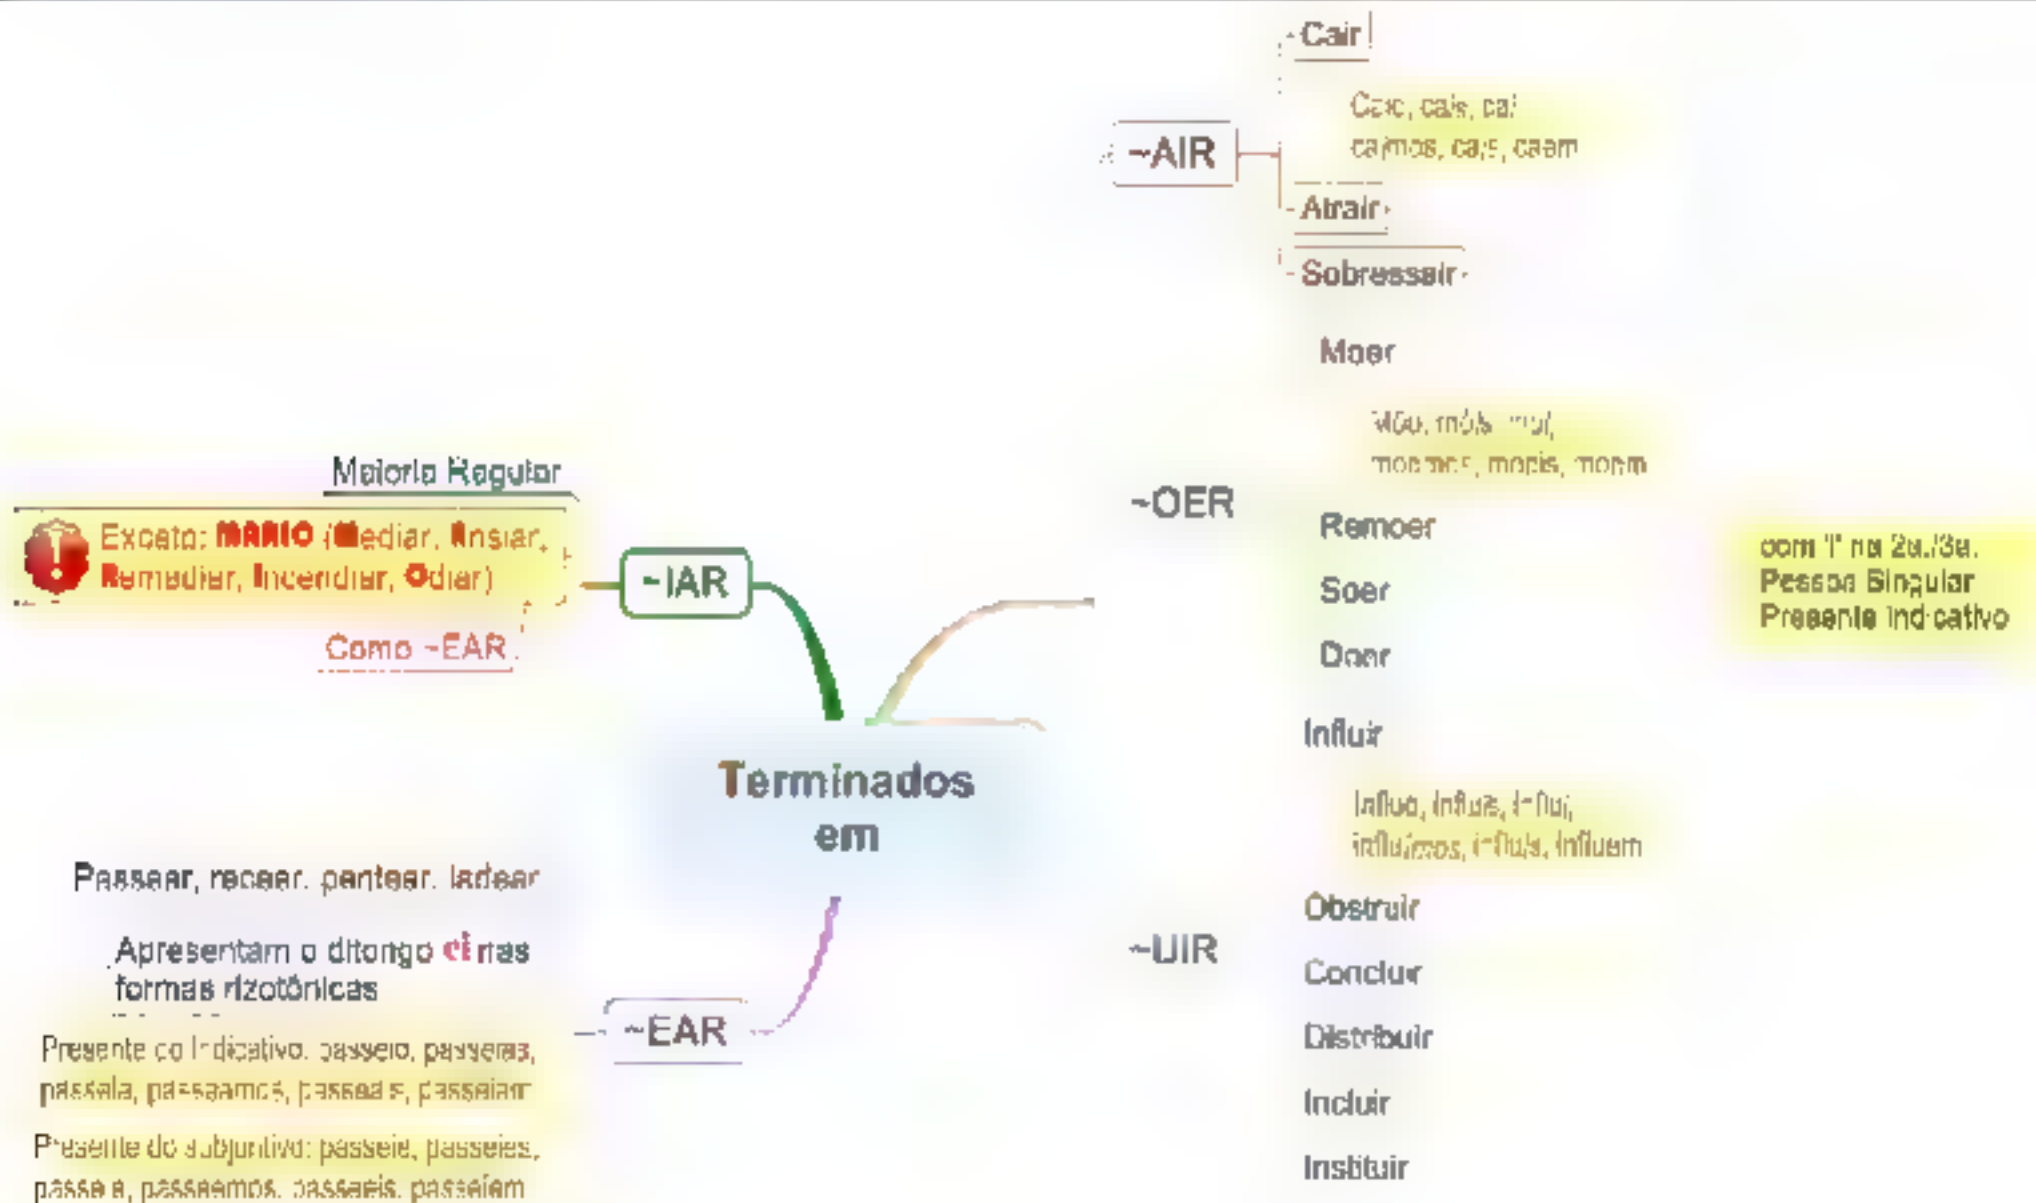 Maioria Regular
Exceto: MARIO (Mediar, Ansiar,
Remediar, Incendiar, Odiar)
Como ~EAR
~IAR
Terminados
em
Passear, recear, pentear, ladear
Apresentam o ditongo ei nas
formas rizotônicas
Presente do Indicativo: passeio, passeias,
passeia, passeamos, passeais, passeiam
Presente do subjuntivo: passeie, passeies,
passeie, passeemos, passeeis, passeiem
~EAR
~AIR
Cair
Caio, cais, cai
caímos, caís, caem
Atrair
Sobressair
~OER
Moer
Môo, móis, mói,
moemos, moeis, moem
Remoer
Soer
Doer
~UIR
Influir
Influo, influis, influi,
influímos, influís, influem
Obstruir
Concluir
Distribuir
Incluir
Instituir
com "i" na 2a./3a.
Pessoa Singular
Presente Indicativo